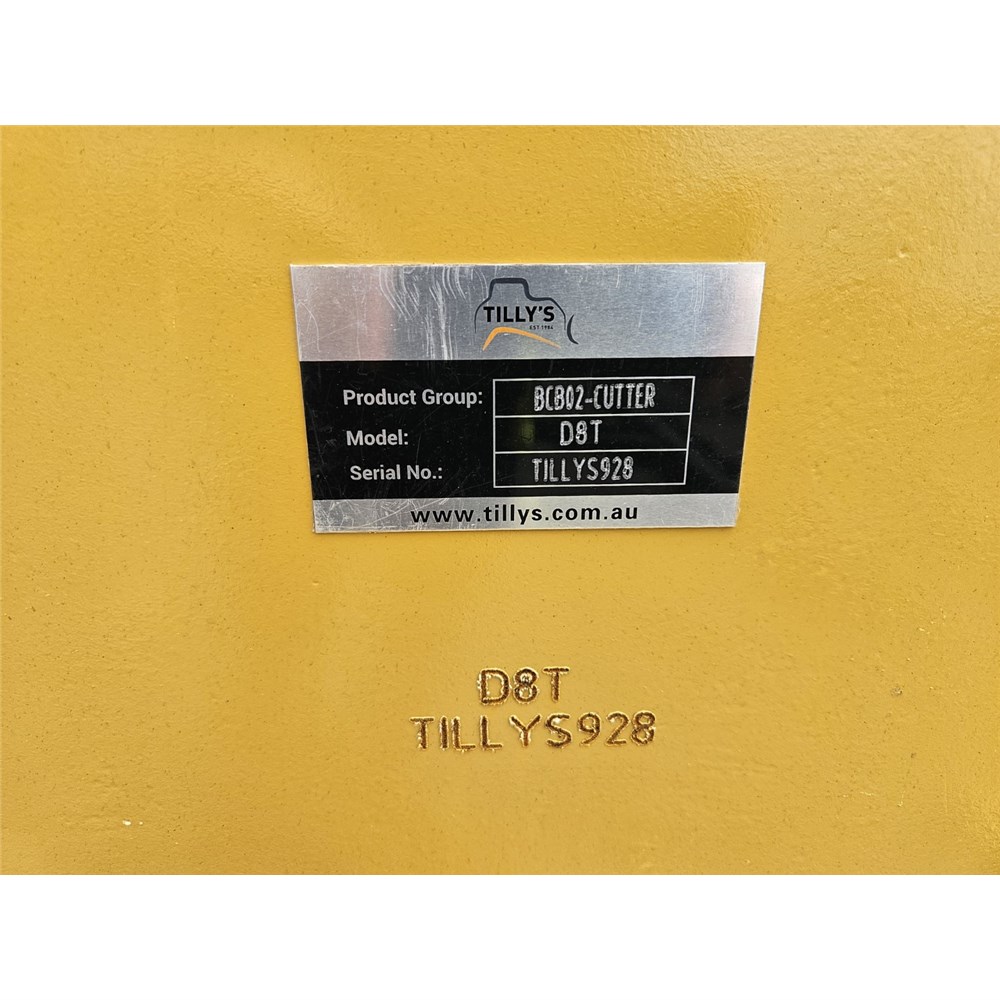 TILLY'S
EST 1984
Product Group: BCB02-CUTTER
Model: D8T
Serial No.: TILLYS928
www.tillys.com.au
D8T
TILLYS928